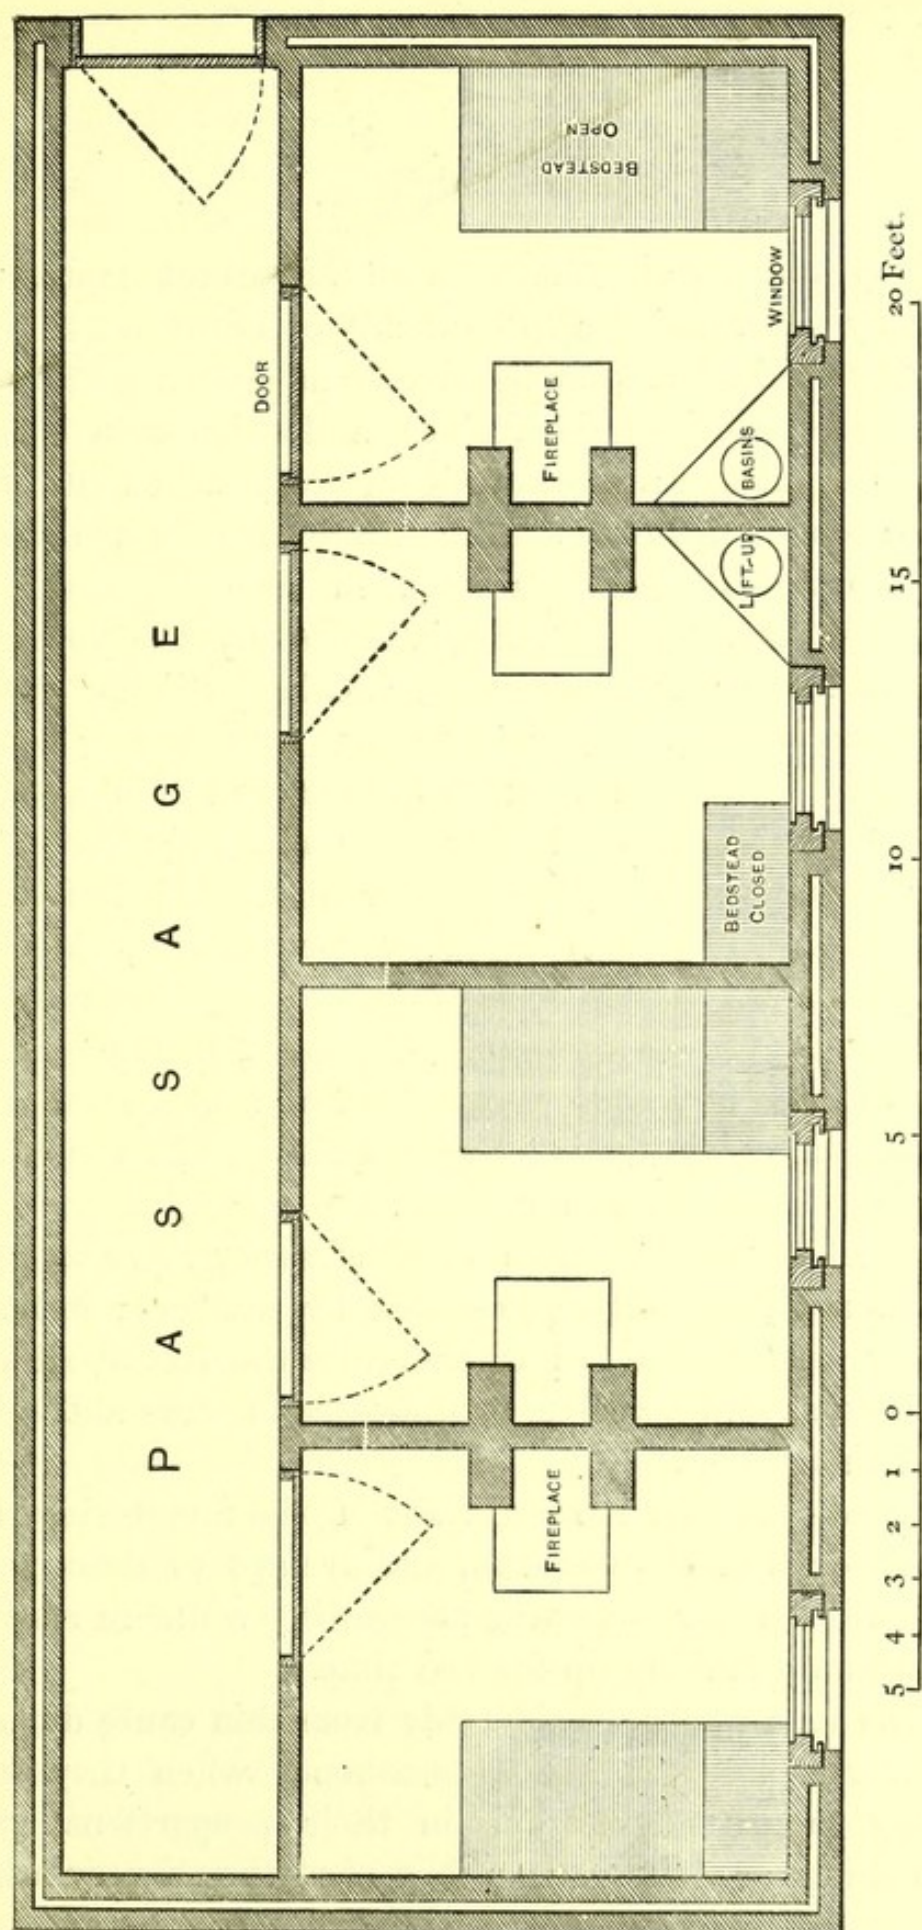 PASSAGE
DOOR
BEDSTEAD
OPEN
WINDOW
FIREPLACE
BASINS
LIFT-UP
BEDSTEAD
CLOSED
FIREPLACE
5 4 3 2 1 0 5 10 15 20 Feet.